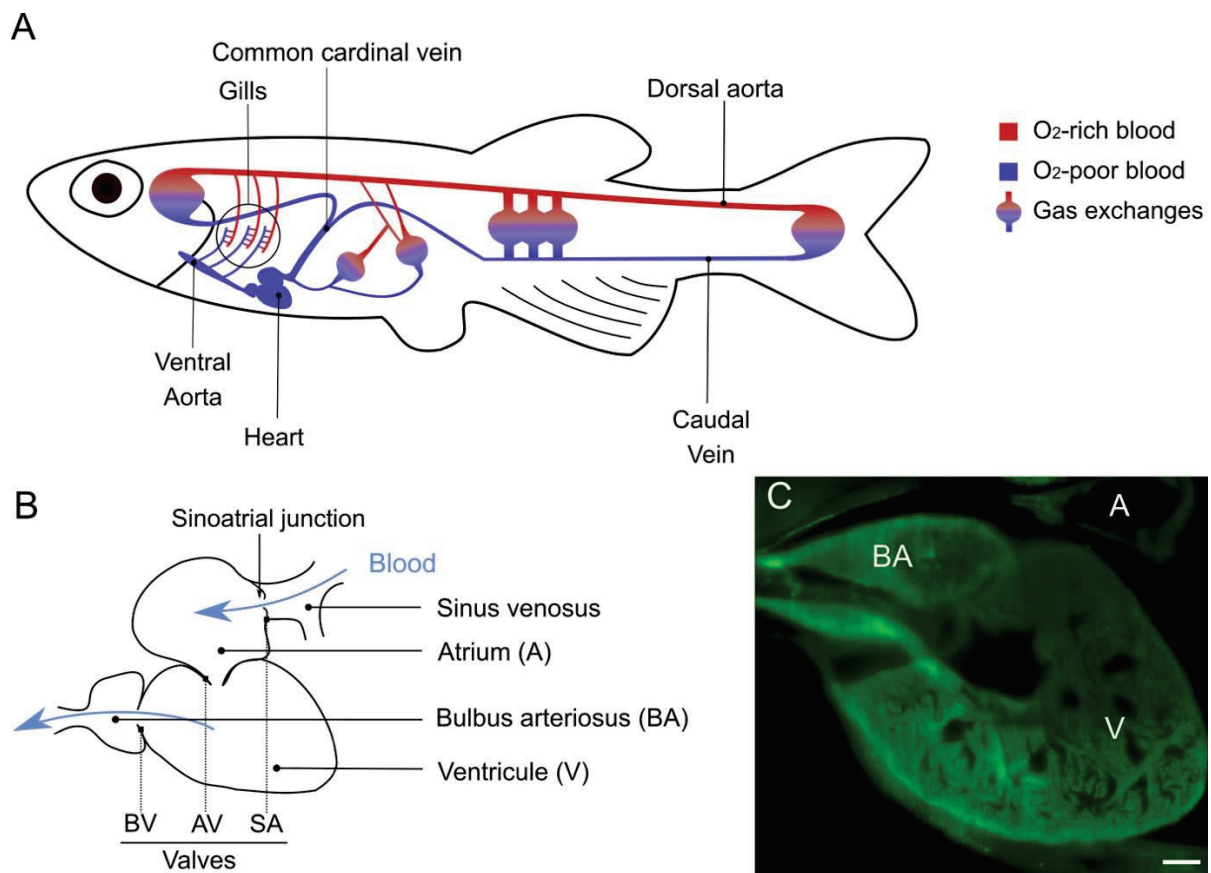 A
Common cardinal vein
Gills
Dorsal aorta
O2-rich blood
O2-poor blood
Gas exchanges
Ventral
Aorta
Heart
Caudal
Vein
B
Sinoatrial junction
Blood
Sinus venosus
Atrium (A)
Bulbus arteriosus (BA)
Ventricule (V)
BV AV SA
Valves
C
A
BA
V